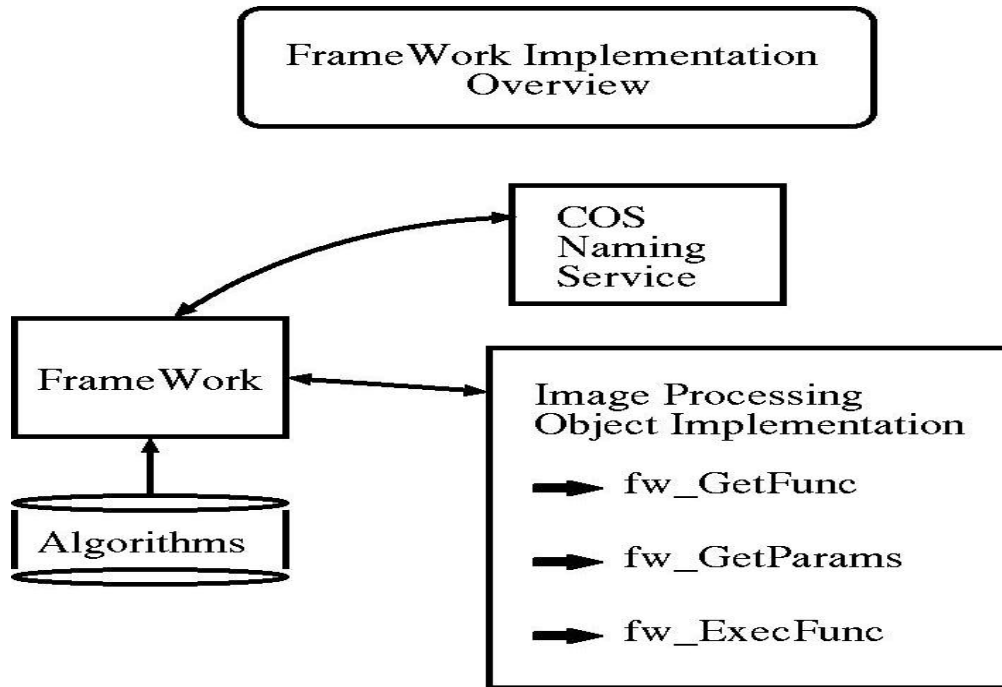 FrameWork Implementation
Overview
COS
Naming
Service
FrameWork
Image Processing
Object Implementation
fw_GetFunc
fw_GetParams
fw_ExecFunc
Algorithms